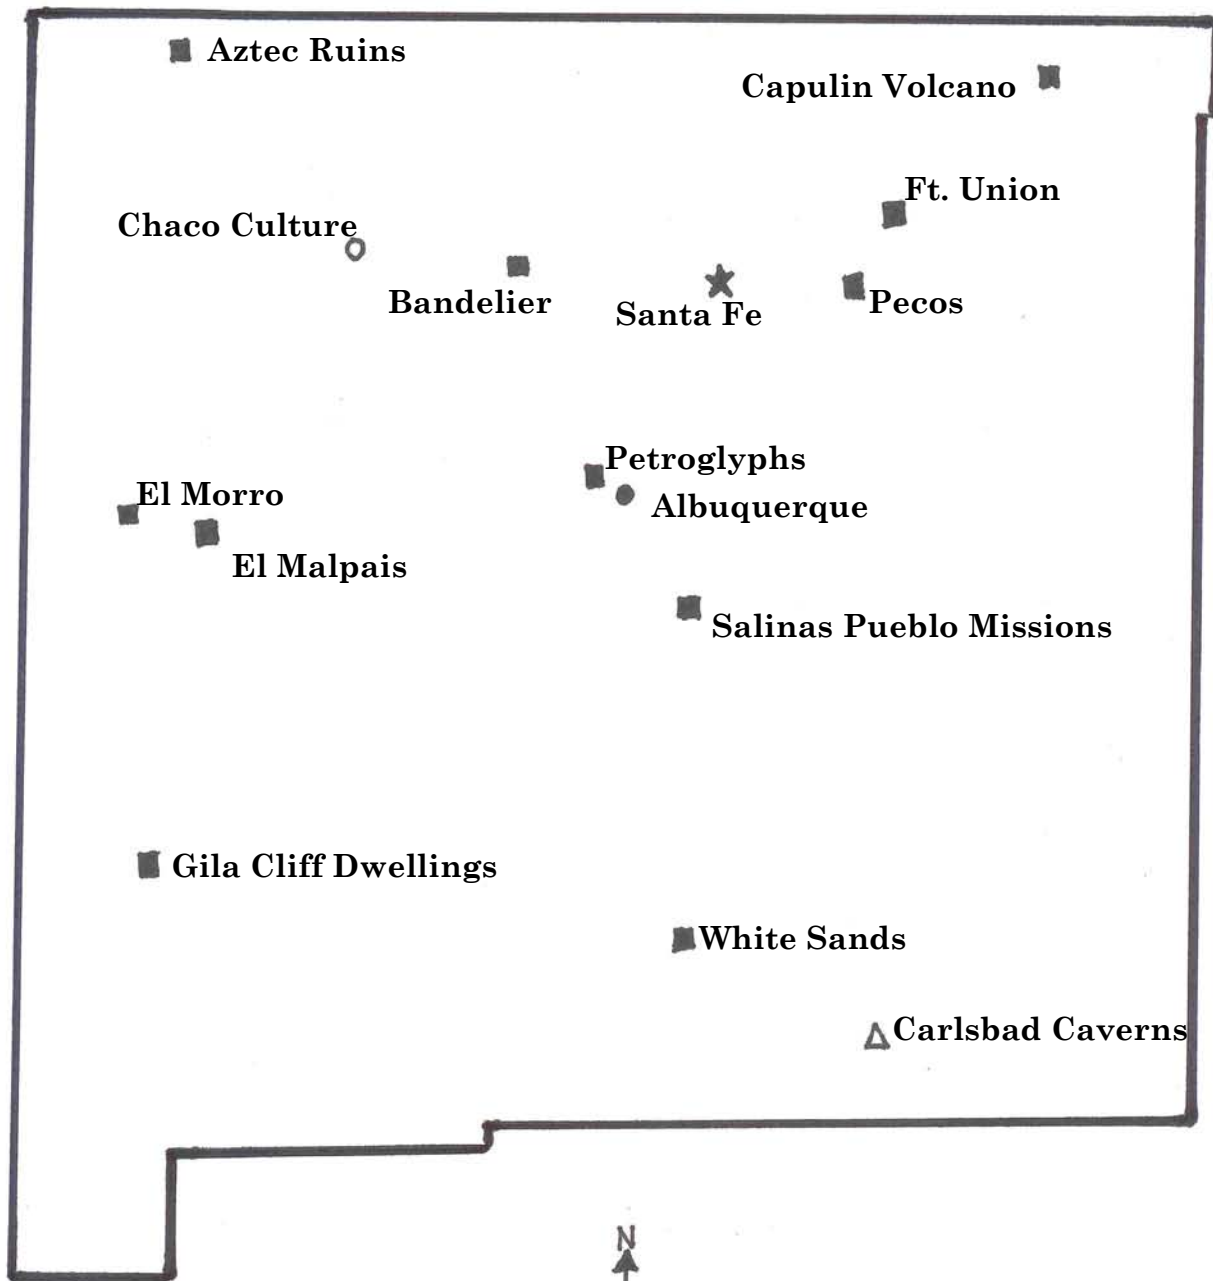 Aztec Ruins
Capulin Volcano
Ft. Union
Chaco Culture
Bandelier
Santa Fe
Pecos
Petroglyphs
El Morro
Albuquerque
El Malpais
Salinas Pueblo Missions
Gila Cliff Dwellings
White Sands
Carlsbad Caverns
N